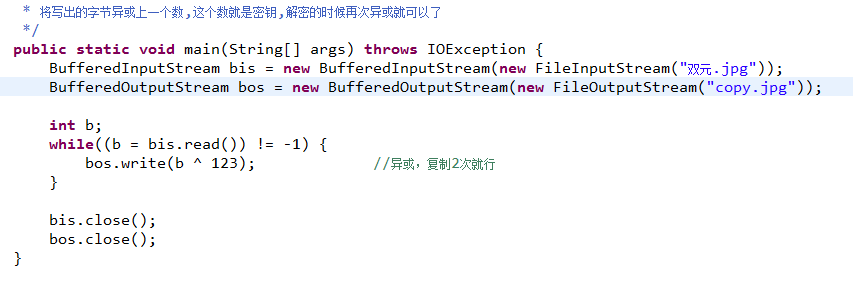 * 将写出的字节异或上一个数,这个数就是密钥,解密的时候再次异或就可以了
*/
public static void main(String[] args) throws IOException {
BufferedInputStream bis = new BufferedInputStream(new FileInputStream("双元.jpg"));
BufferedOutputStream bos = new BufferedOutputStream(new FileOutputStream("copy.jpg"));
int b;
while((b = bis.read()) != -1) {
bos.write(b ^ 123); //异或，复制2次就行
}
bis.close();
bos.close();
}